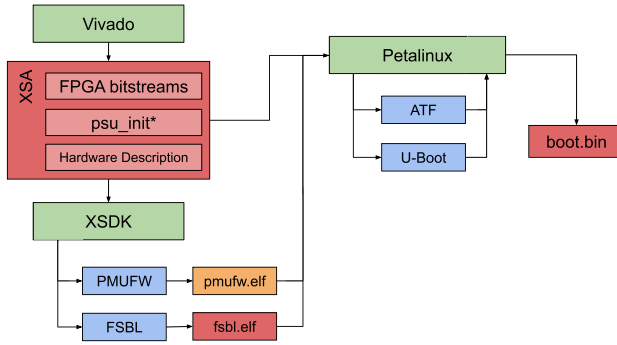 Vivado
XSA
FPGA bitstreams
psu_init*
Hardware Description
XSDK
PMUFW
pmufw.elf
FSBL
fsbl.elf
Petalinux
ATF
U-Boot
boot.bin